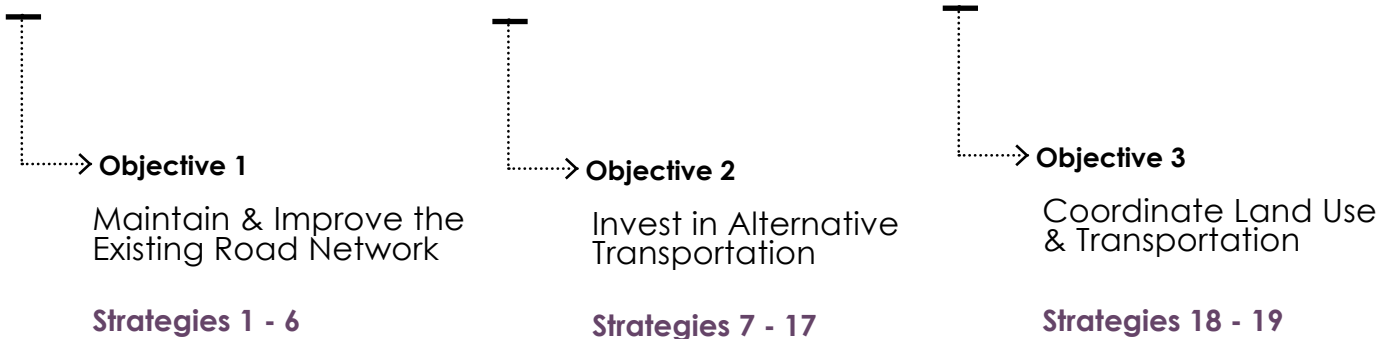 Objective 1
Maintain & Improve the
Existing Road Network
Strategies 1 - 6
Objective 2
Invest in Alternative
Transportation
Strategies 7 - 17
Objective 3
Coordinate Land Use
& Transportation
Strategies 18 - 19